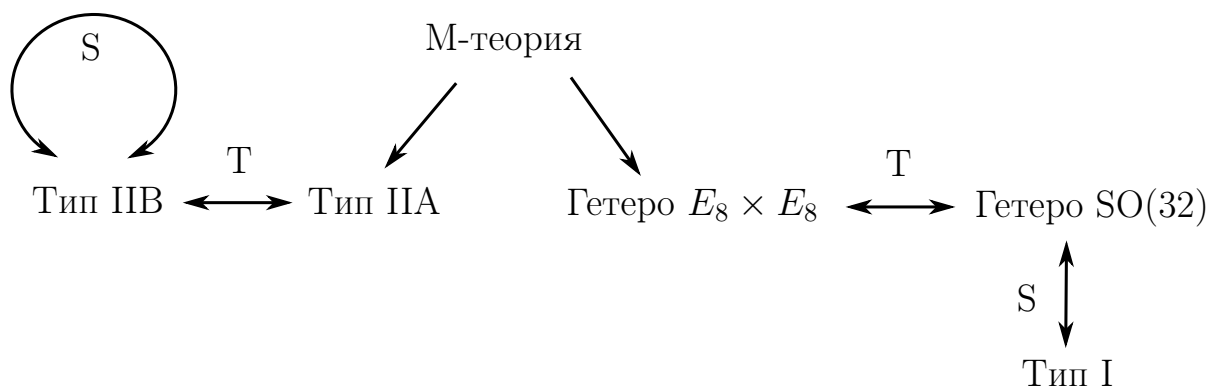 S
М-теория
T
T
Тип IIB
Тип IIA
Гетеро E₈ × E₈
Гетеро SO(32)
S
Тип I